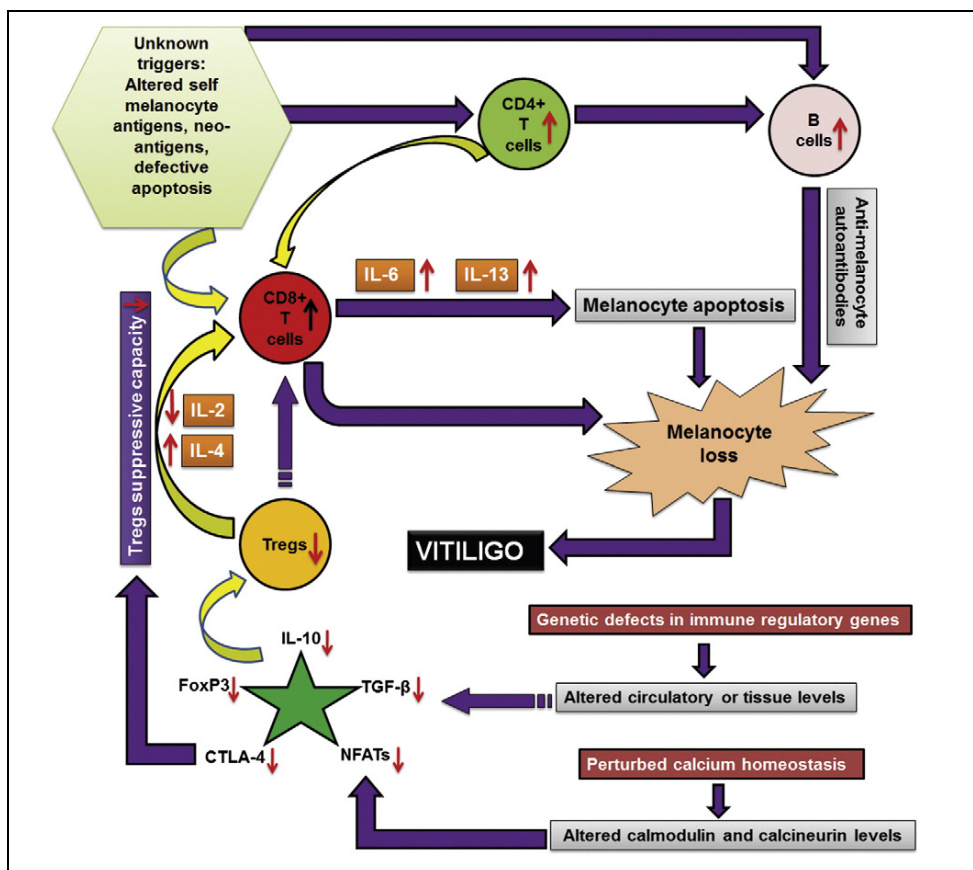 Unknown
triggers:
Altered self
melanocyte
antigens, neo-
antigens,
defective
apoptosis
CD4+
T
cells
B
cells
Anti-melanocyte
autoantibodies
IL-6
IL-13
CD8+
T
cells
Melanocyte apoptosis
Tregs suppressive capacity
IL-2
IL-4
Melanocyte
loss
Tregs
VITILIGO
Genetic defects in immune regulatory genes
IL-10
FoxP3
TGF-β
Altered circulatory or tissue levels
CTLA-4
NFATs
Perturbed calcium homeostasis
Altered calmodulin and calcineurin levels